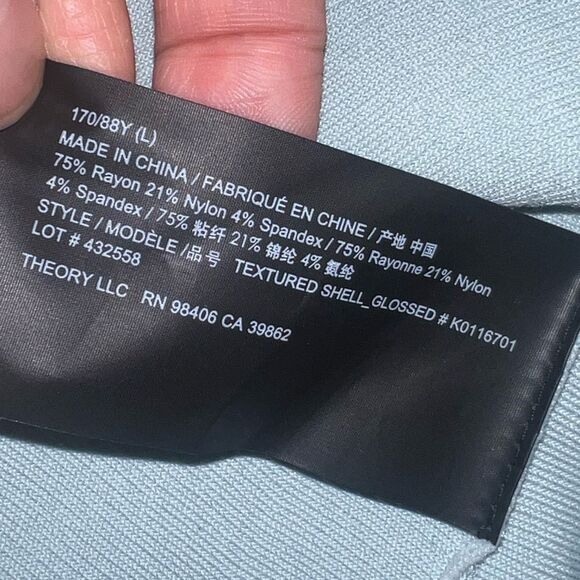 170/88Y (L)
MADE IN CHINA / FABRIQUÉ EN CHINE / 产地 中国
75% Rayon 21% Nylon 4% Spandex / 75% Rayonne 21% Nylon
4% Spandex / 75% 粘纤 21% 锦纶 4% 氨纶
STYLE / MODÈLE / 品号 TEXTURED SHELL_GLOSSED # K0116701
LOT # 432558
THEORY LLC RN 98406 CA 39862